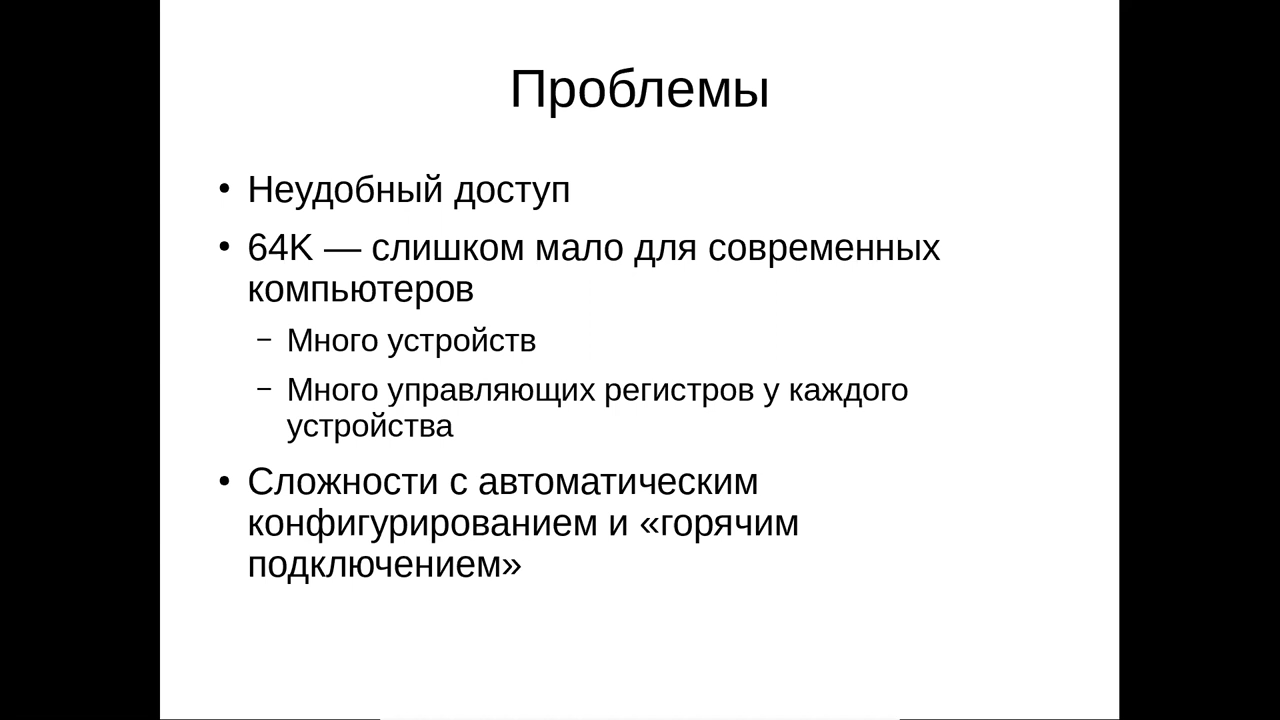 Проблемы
• Неудобный доступ
• 64K — слишком мало для современных
компьютеров
– Много устройств
– Много управляющих регистров у каждого
устройства
• Сложности с автоматическим
конфигурированием и «горячим
подключением»